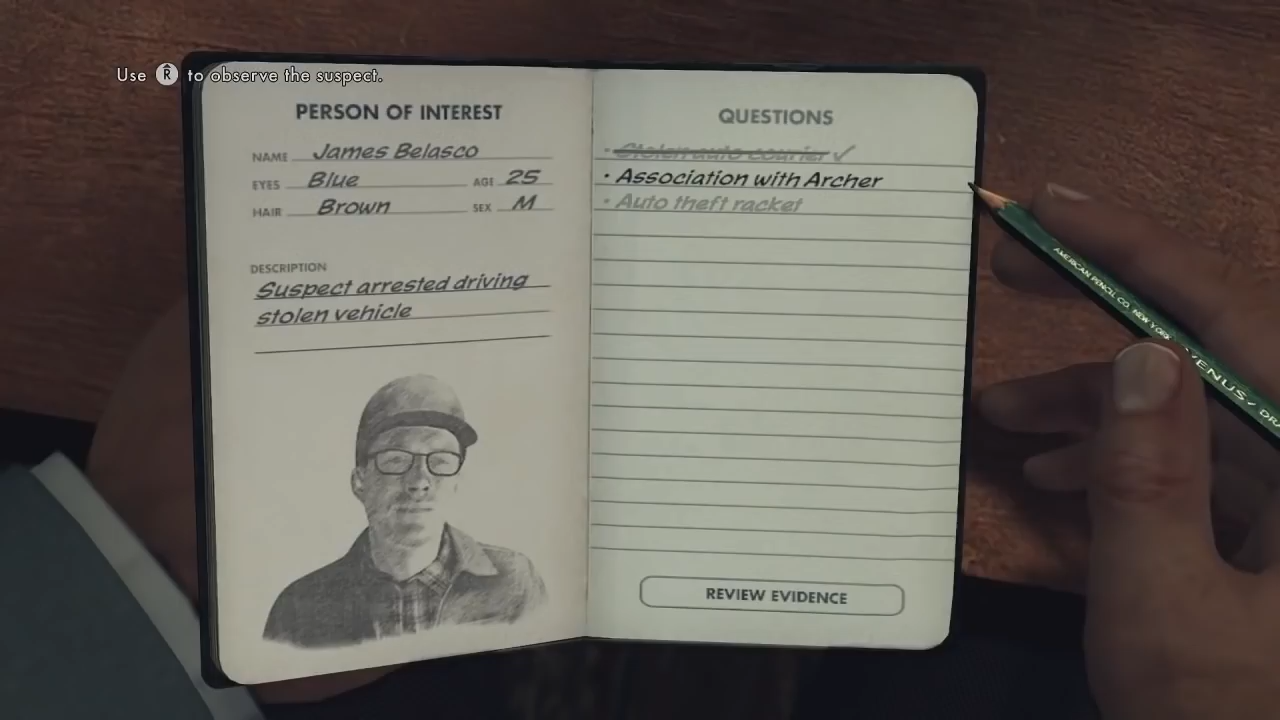 Use R to observe the suspect.
PERSON OF INTEREST
NAME James Belasco
EYES Blue AGE 25
HAIR Brown SEX M
DESCRIPTION
Suspect arrested driving
stolen vehicle
QUESTIONS
· Stolen auto courier ✓
· Association with Archer
· Auto theft racket
REVIEW EVIDENCE
AMERICAN PENCIL CO. NEW YORK VENUS